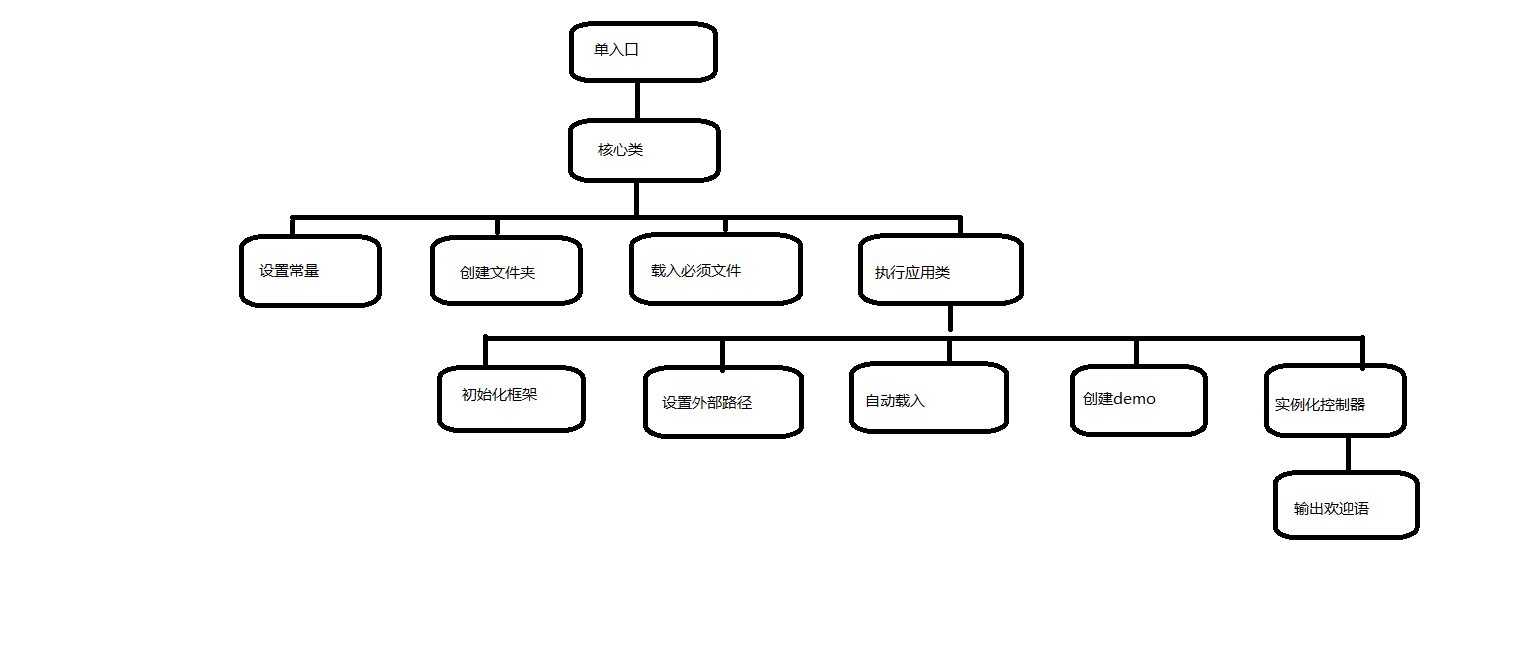 单入口
核心类
设置常量
创建文件夹
载入必须文件
执行应用类
初始化框架
设置外部路径
自动载入
创建demo
实例化控制器
输出欢迎语